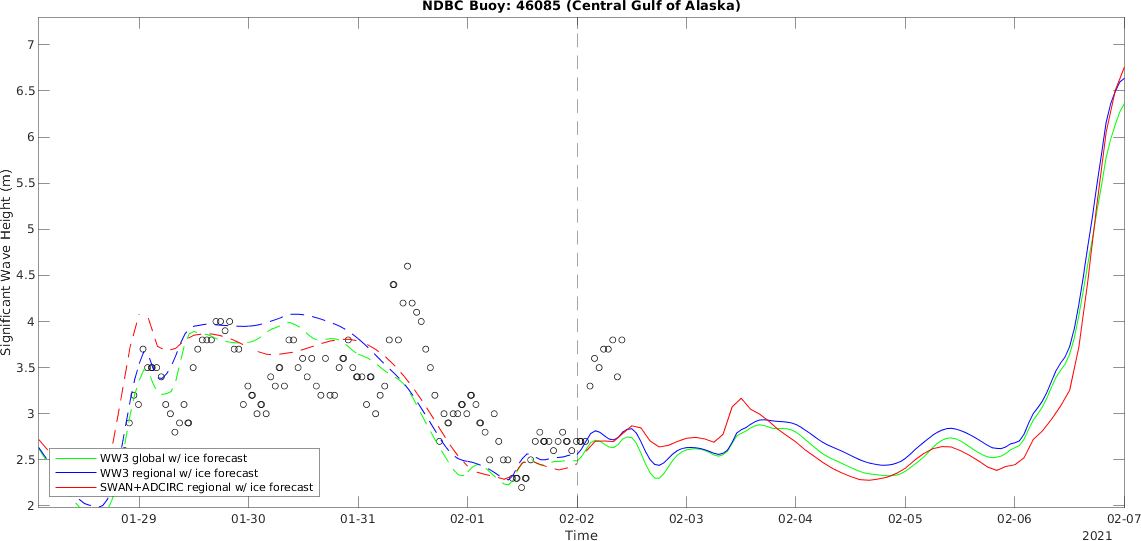 NDBC Buoy: 46085 (Central Gulf of Alaska)
7
6.5
6
5.5
5
4.5
4
3.5
3
2.5
2
Significant Wave Height (m)
WW3 global w/ ice forecast
WW3 regional w/ ice forecast
SWAN+ADCIRC regional w/ ice forecast
01-29 01-30 01-31 02-01 02-02 02-03 02-04 02-05 02-06 02-07
Time
2021